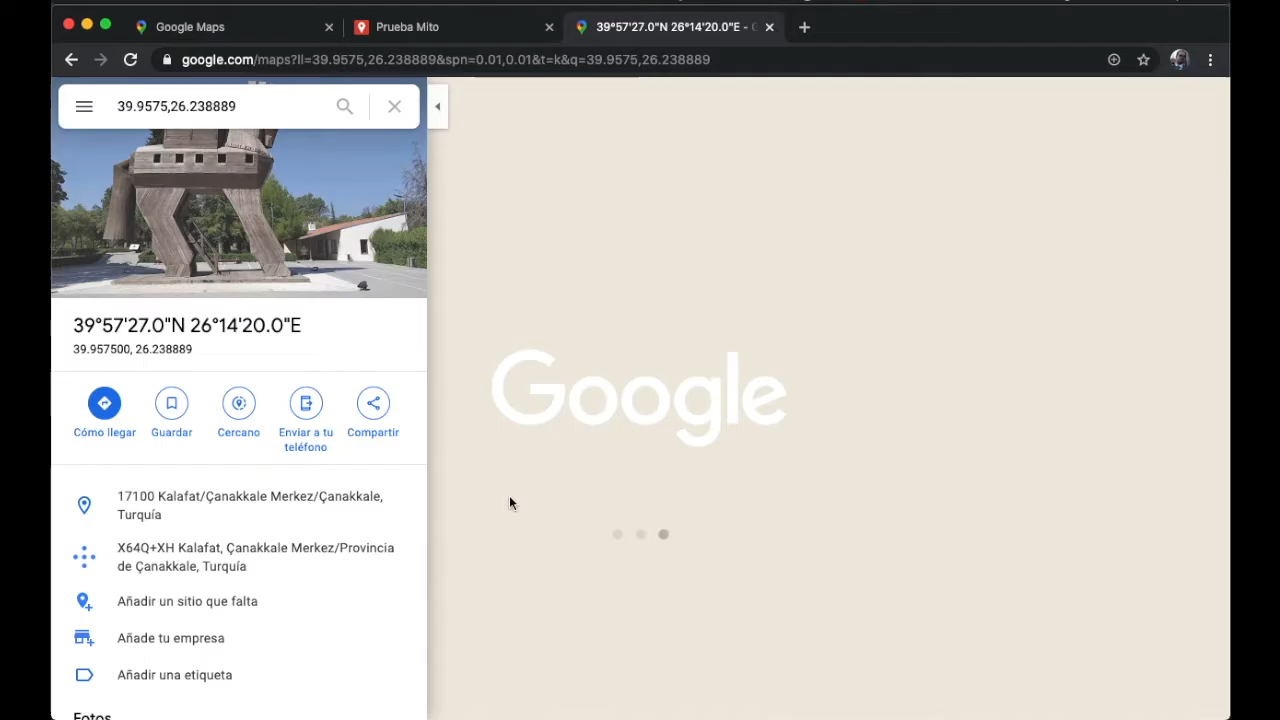 Google Maps
Prueba Mito
39°57'27.0"N 26°14'20.0"E -
google.com/maps?ll=39.9575,26.238889&spn=0.01,0.01&t=k&q=39.9575,26.238889
39.9575,26.238889
39°57'27.0"N 26°14'20.0"E
39.957500, 26.238889
Cómo llegar
Guardar
Cercano
Enviar a tu
teléfono
Compartir
17100 Kalafat/Çanakkale Merkez/Çanakkale,
Turquía
X64Q+XH Kalafat, Çanakkale Merkez/Provincia
de Çanakkale, Turquía
Añadir un sitio que falta
Añade tu empresa
Añadir una etiqueta
Fotos
Google